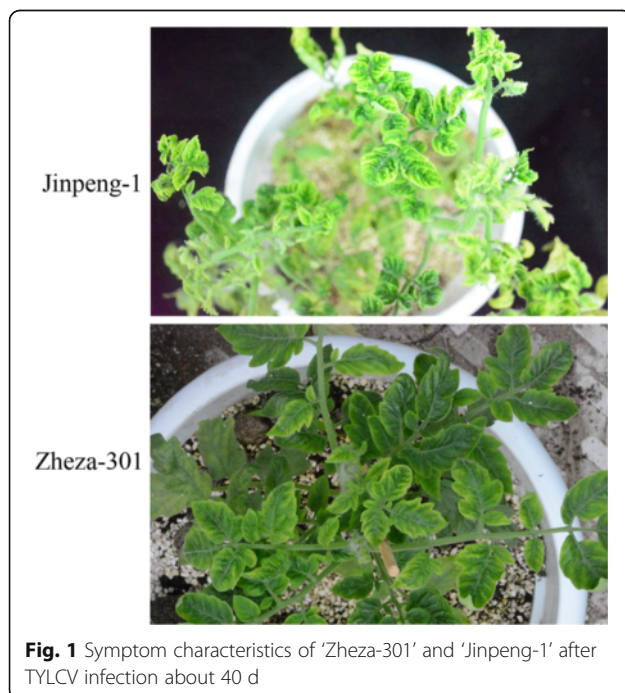 Jinpeng-1
Zheza-301
Fig. 1 Symptom characteristics of ‘Zheza-301’ and ‘Jinpeng-1’ after
TYLCV infection about 40 d